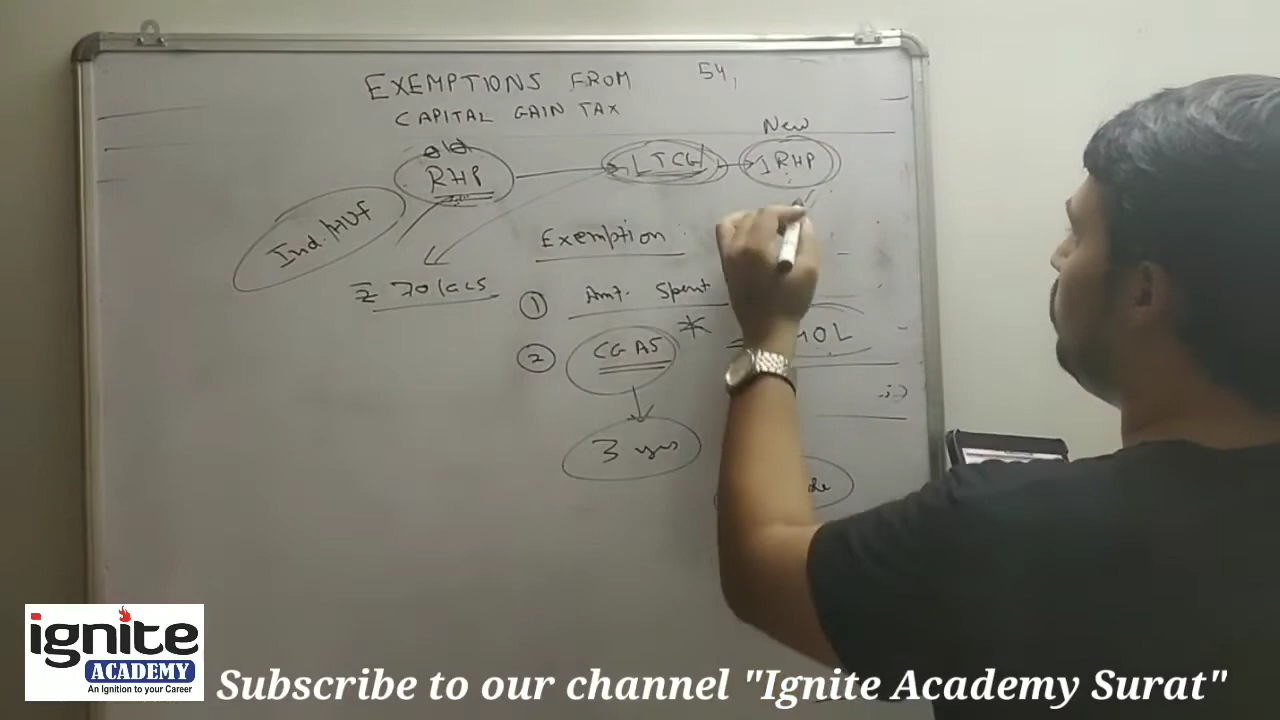 EXEMPTIONS FROM 54,
CAPITAL GAIN TAX
New
Old
RHP
LTCG
1 RHP
Ind./HUF
Exemption
₹ 70 lacs
① Amt. Spent
② CGAS *
3 yrs
ignite
ACADEMY
An Ignition to your Career
Subscribe to our channel "Ignite Academy Surat"